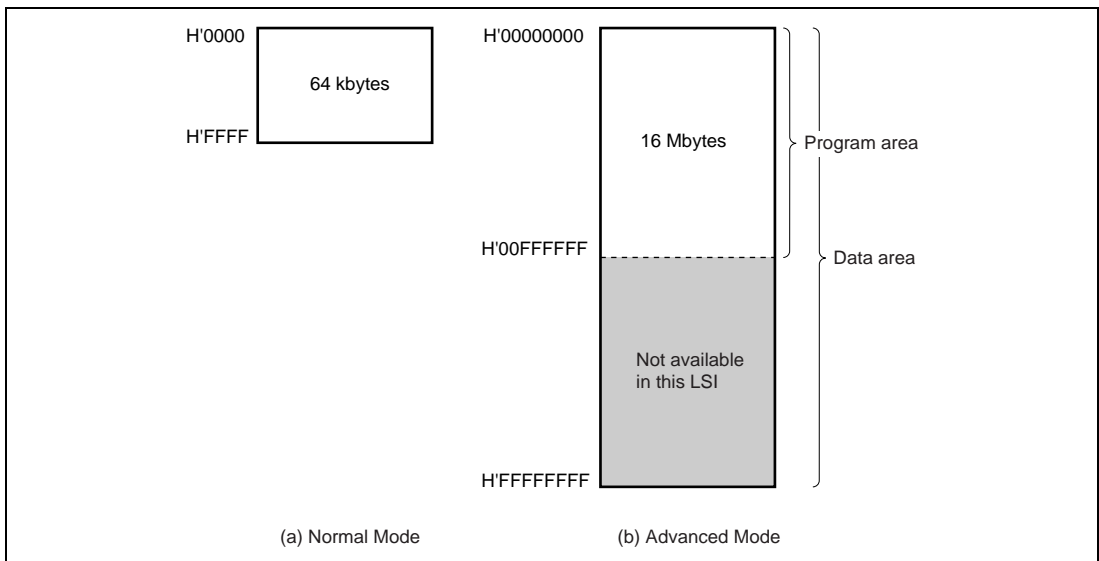 H'0000
64 kbytes
H'FFFF
(a) Normal Mode
H'00000000
16 Mbytes
H'00FFFFFF
Not available
in this LSI
H'FFFFFFFF
Program area
Data area
(b) Advanced Mode